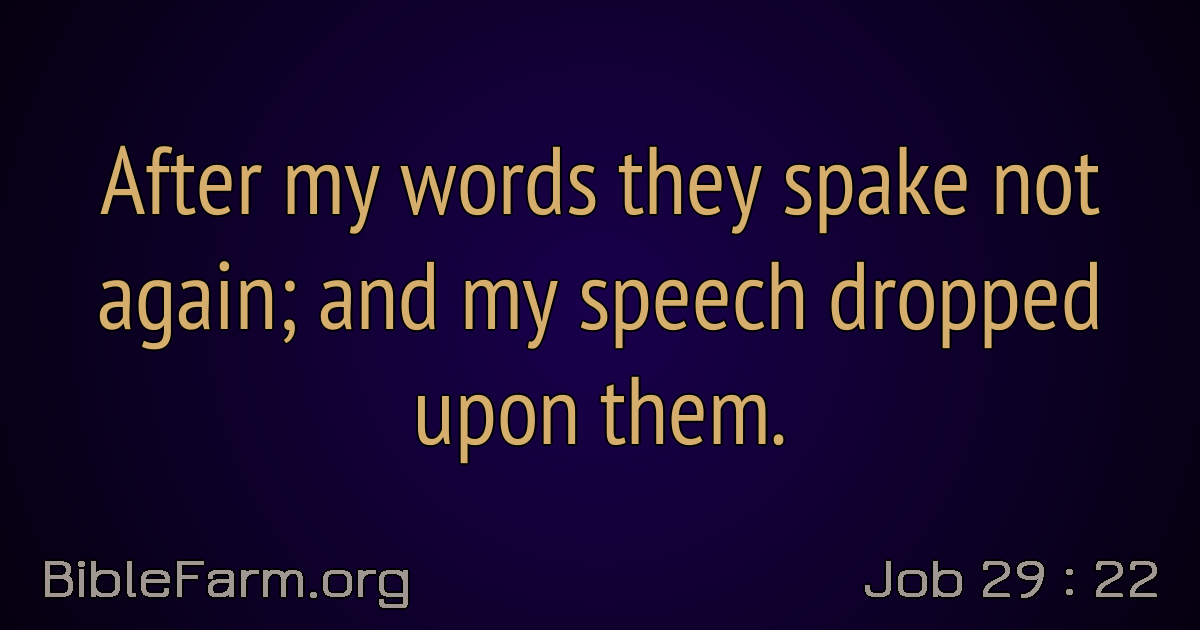 After my words they spake not
again; and my speech dropped
upon them.
BibleFarm.org
Job 29 : 22